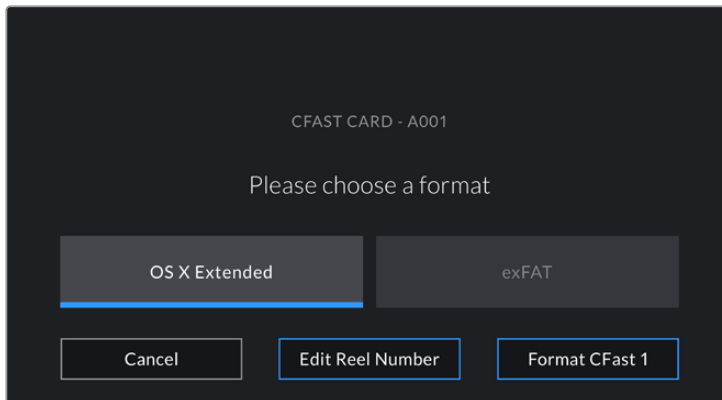 CFAST CARD - A001
Please choose a format
OS X Extended
exFAT
Cancel
Edit Reel Number
Format CFast 1